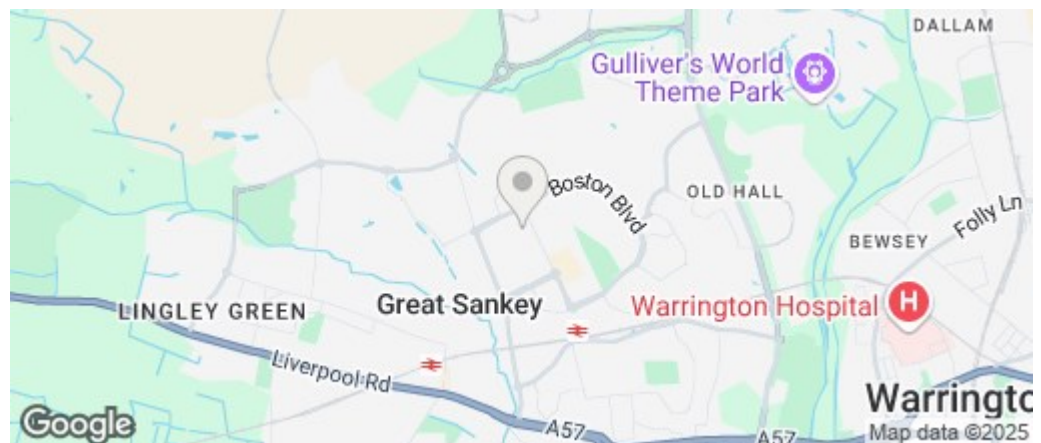 DALLAM
Gulliver's World
Theme Park
Boston Blvd
OLD HALL
Folly Ln
BEWSEY
Great Sankey
LINGLEY GREEN
Warrington Hospital
H
Liverpool Rd
Warringto
A57
A57
Google
Map data ©2025